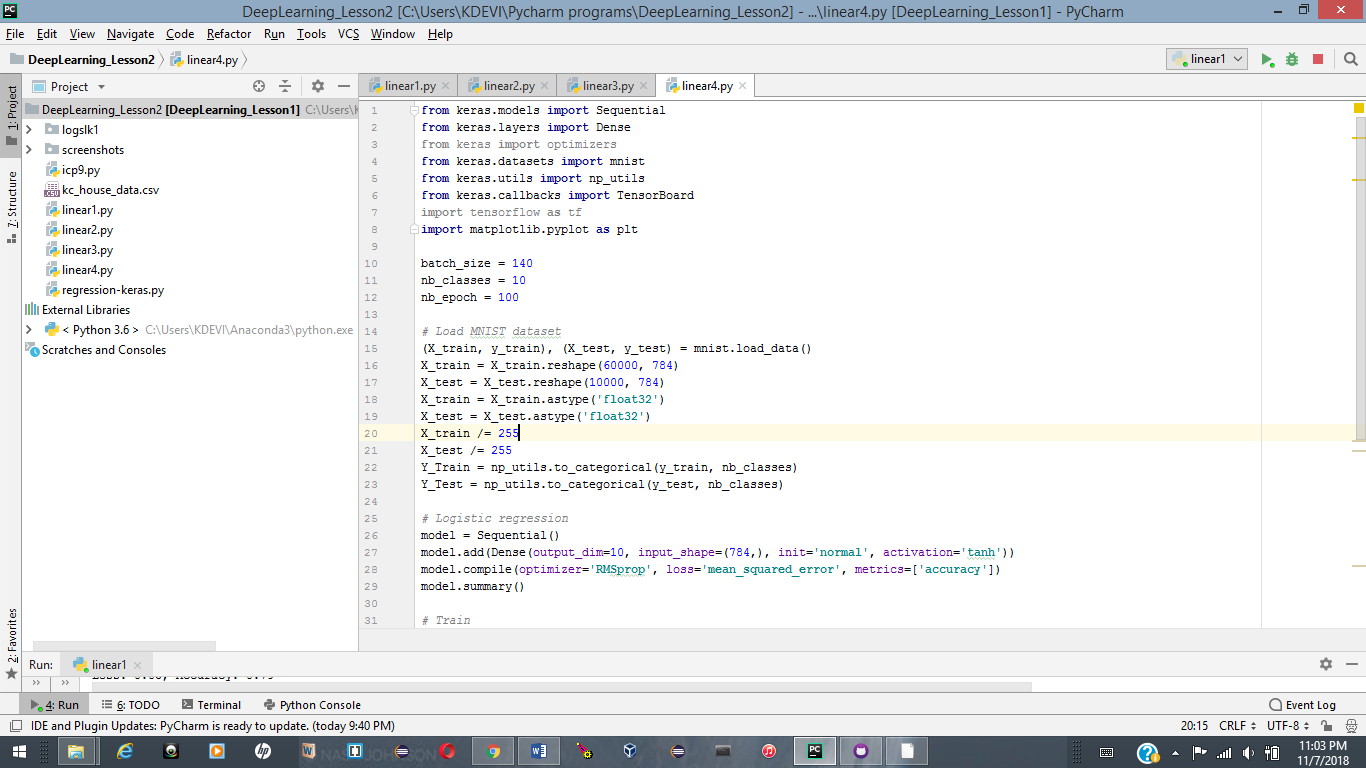 DeepLearning_Lesson2 [C:\Users\KDEVI\Pycharm programs\DeepLearning_Lesson2] - ...\linear4.py [DeepLearning_Lesson1] - PyCharm
File Edit View Navigate Code Refactor Run Tools VCS Window Help
DeepLearning_Lesson2 linear4.py linear1
Project
linear1.py linear2.py linear3.py linear4.py
1: Project
7: Structure
2: Favorites
DeepLearning_Lesson2 [DeepLearning_Lesson1] C:\Users\
logslk1
screenshots
icp9.py
kc_house_data.csv
linear1.py
linear2.py
linear3.py
linear4.py
regression-keras.py
External Libraries
< Python 3.6 > C:\Users\KDEVI\Anaconda3\python.exe
Scratches and Consoles
1 from keras.models import Sequential
2 from keras.layers import Dense
3 from keras import optimizers
4 from keras.datasets import mnist
5 from keras.utils import np_utils
6 from keras.callbacks import TensorBoard
7 import tensorflow as tf
8 import matplotlib.pyplot as plt
9
10 batch_size = 140
11 nb_classes = 10
12 nb_epoch = 100
13
14 # Load MNIST dataset
15 (X_train, y_train), (X_test, y_test) = mnist.load_data()
16 X_train = X_train.reshape(60000, 784)
17 X_test = X_test.reshape(10000, 784)
18 X_train = X_train.astype('float32')
19 X_test = X_test.astype('float32')
20 X_train /= 255
21 X_test /= 255
22 Y_Train = np_utils.to_categorical(y_train, nb_classes)
23 Y_Test = np_utils.to_categorical(y_test, nb_classes)
24
25 # Logistic regression
26 model = Sequential()
27 model.add(Dense(output_dim=10, input_shape=(784,), init='normal', activation='tanh'))
28 model.compile(optimizer='RMSprop', loss='mean_squared_error', metrics=['accuracy'])
29 model.summary()
30
31 # Train
Run: linear1
4: Run 6: TODO Terminal Python Console Event Log
IDE and Plugin Updates: PyCharm is ready to update. (today 9:40 PM) 20:15 CRLF UTF-8
11:03 PM
11/7/2018